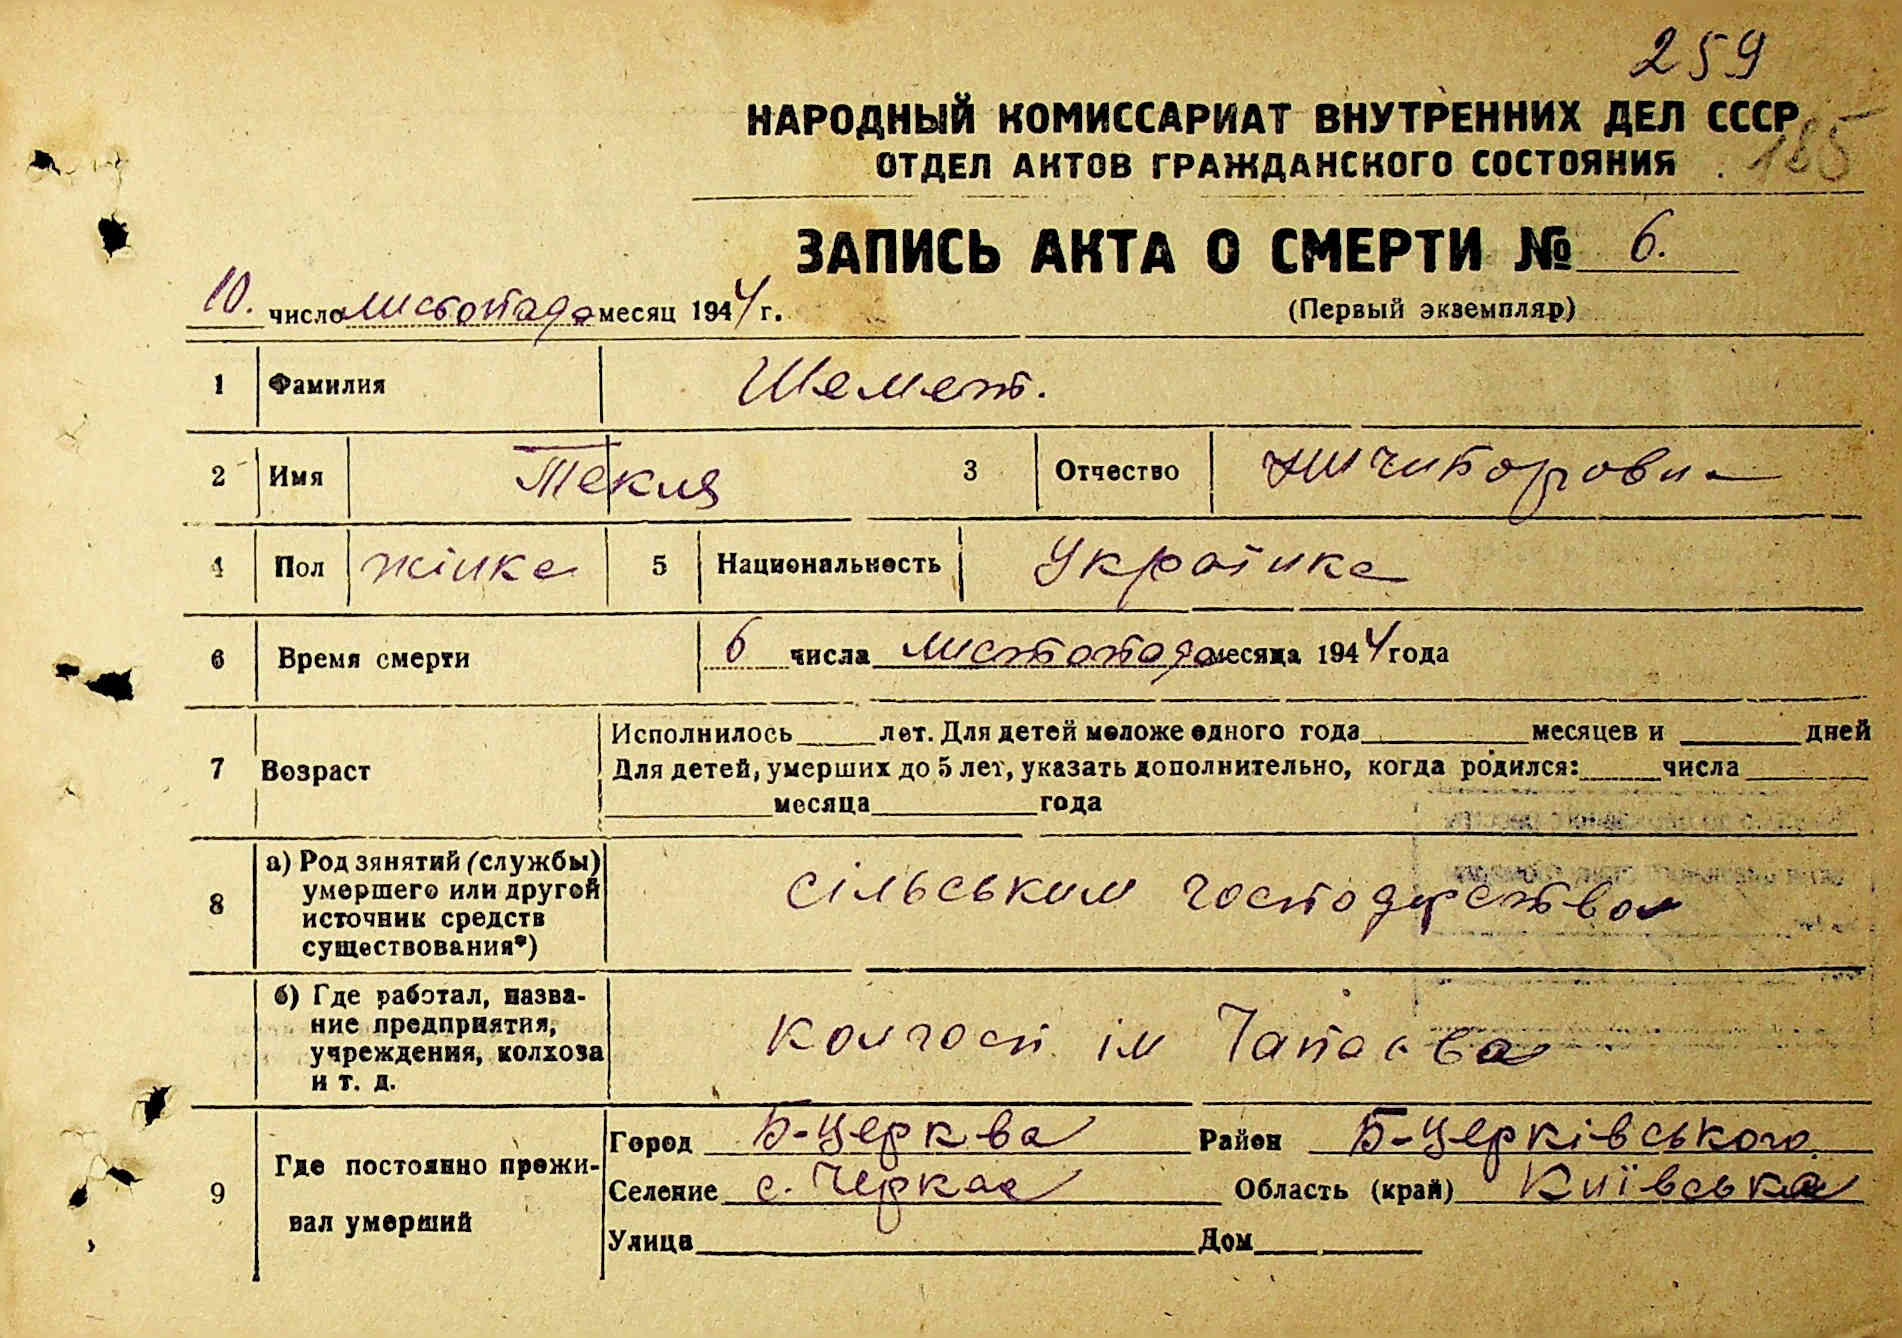 259
НАРОДНЫЙ КОМИССАРИАТ ВНУТРЕННИХ ДЕЛ СССР
ОТДЕЛ АКТОВ ГРАЖДАНСКОГО СОСТОЯНИЯ 185
ЗАПИСЬ АКТА О СМЕРТИ № 6.
10. число листопада месяц 1944 г.
(Первый экземпляр)
1 Фамилия Шемет.
2 Имя Текля 3 Отчество
4 Пол жінка 5 Национальность Українка
6 Время смерти 6 числа листопада месяца 1944 года
7 Возраст
Исполнилось лет. Для детей моложе одного года месяцев и дней
Для детей, умерших до 5 лет, указать дополнительно, когда родился: числа
месяца года
8 а) Род зянятий (службы)
умершего или другой
источник средств
существования*)
сільським господарством
б) Где работал, назва-
ние предприятия,
учреждения, колхоза
и т. д.
колгосп ім Чапаєва
9 Где постоянно прожи-
вал умерший
Город Б-Церква Район Б-Церківського
Селение с. Черкас Область (край) Київська
Улица Дом